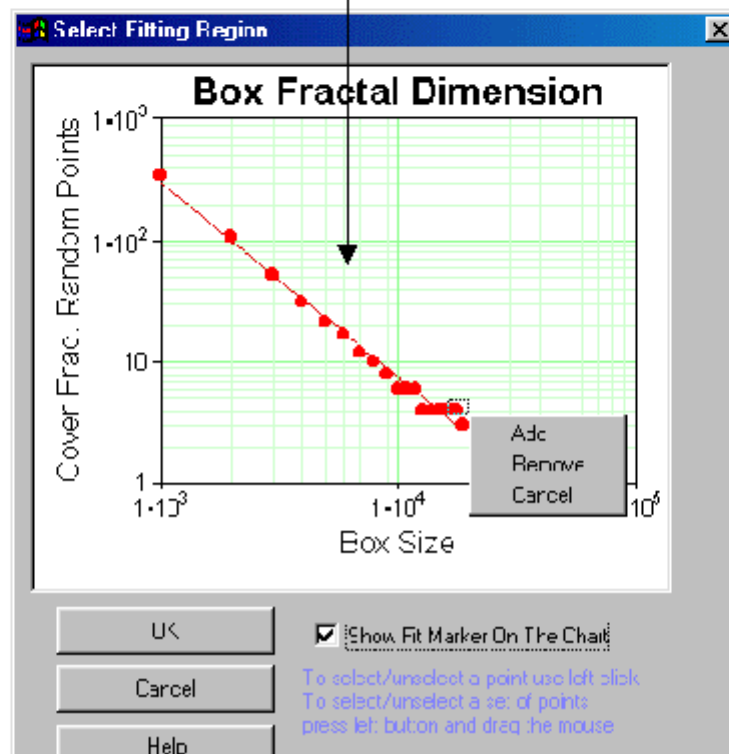 Select Fitting Region
Box Fractal Dimension
Cover Frac. Random Points
1•10³
1•10²
10
1
1•10³
1•10⁴
10⁵
Box Size
Add
Remove
Cancel
OK
Show Fit Marker On The Chart
Cancel
To select/unselect a point use left click
To select/unselect a set of points
press left button and drag the mouse
Help